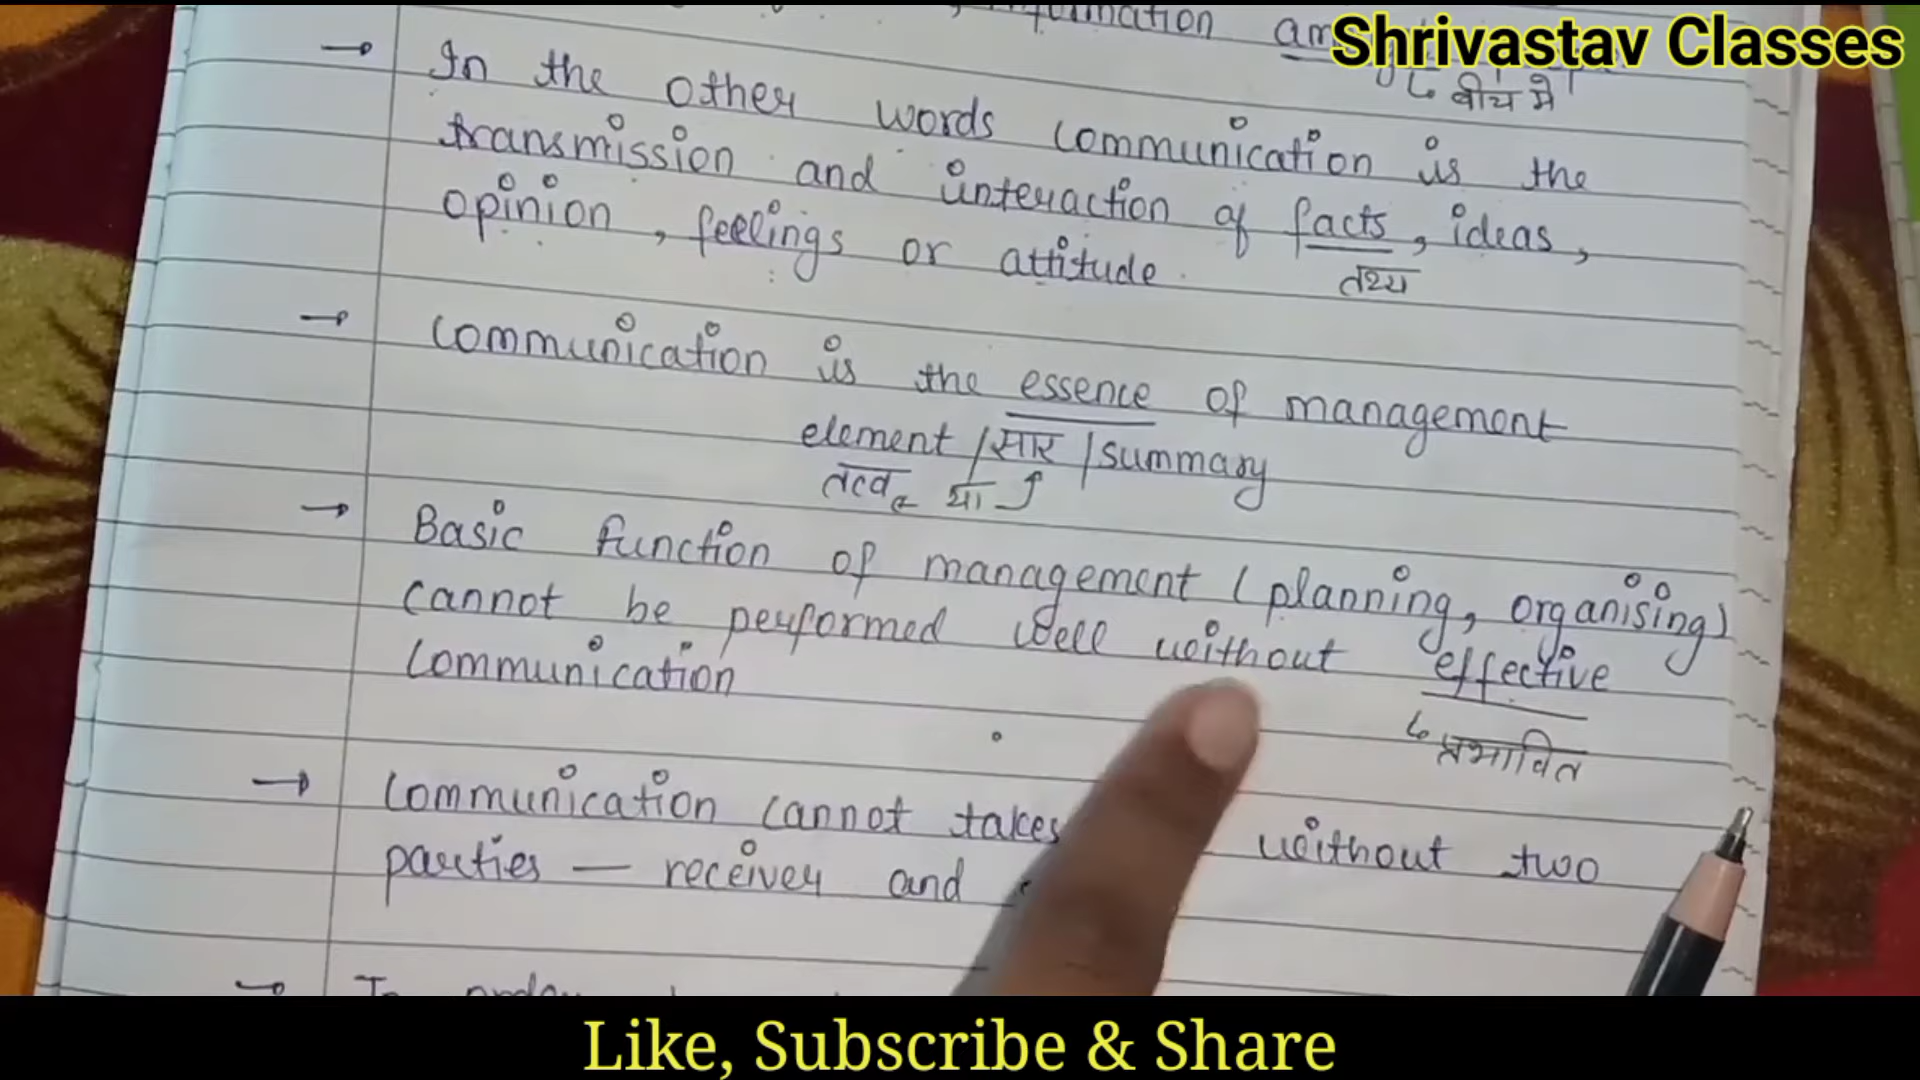 Shrivastav Classes
बीच मे
→ In the other words communication is the
transmission and interaction of facts, ideas,
तथ्य
opinion, feelings or attitude.
→ Communication is the essence of management
element / सार / summary
तत्व या
→ Basic function of management (planning, organising)
cannot be performed well without effective
प्रभावित
communication
→ Communication cannot takes without two
parties — receiver and
Like, Subscribe & Share